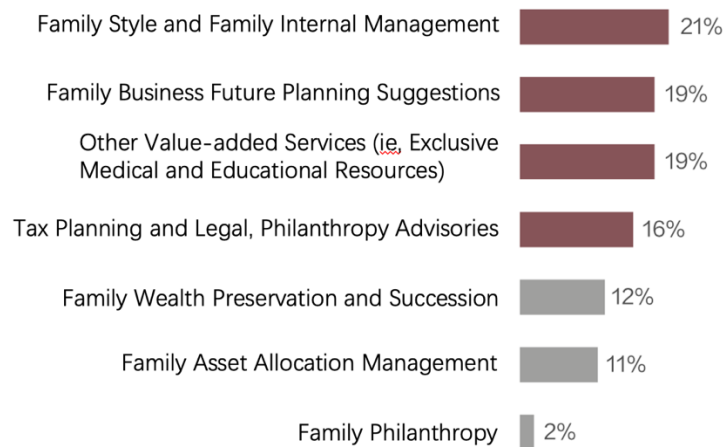 Family Style and Family Internal Management 21%
Family Business Future Planning Suggestions 19%
Other Value-added Services (ie, Exclusive
Medical and Educational Resources) 19%
Tax Planning and Legal, Philanthropy Advisories 16%
Family Wealth Preservation and Succession 12%
Family Asset Allocation Management 11%
Family Philanthropy 2%